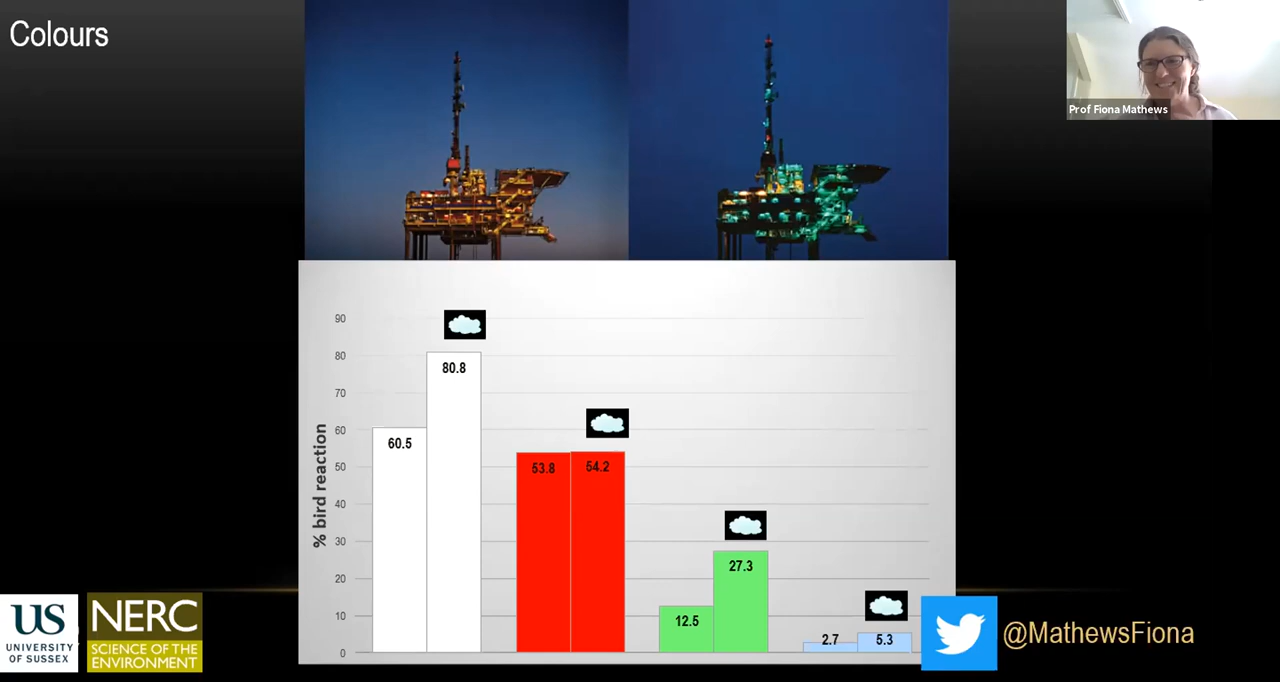 Colours
Prof Fiona Mathews
90
80
70
60
50
40
30
20
10
0
% bird reaction
60.5
80.8
53.8
54.2
12.5
27.3
2.7
5.3
US
UNIVERSITY
OF SUSSEX
NERC
SCIENCE OF THE
ENVIRONMENT
@MathewsFiona